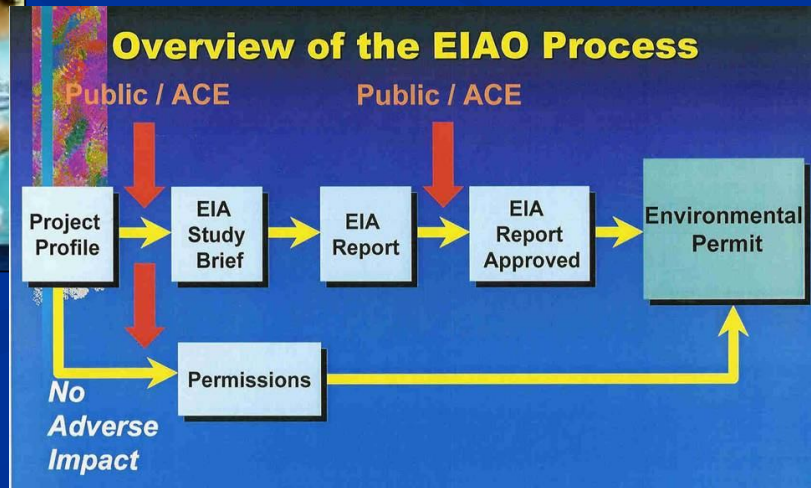 Overview of the EIAO Process
Public / ACE
Public / ACE
Project
Profile
EIA
Study
Brief
EIA
Report
EIA
Report
Approved
Environmental
Permit
Permissions
No
Adverse
Impact